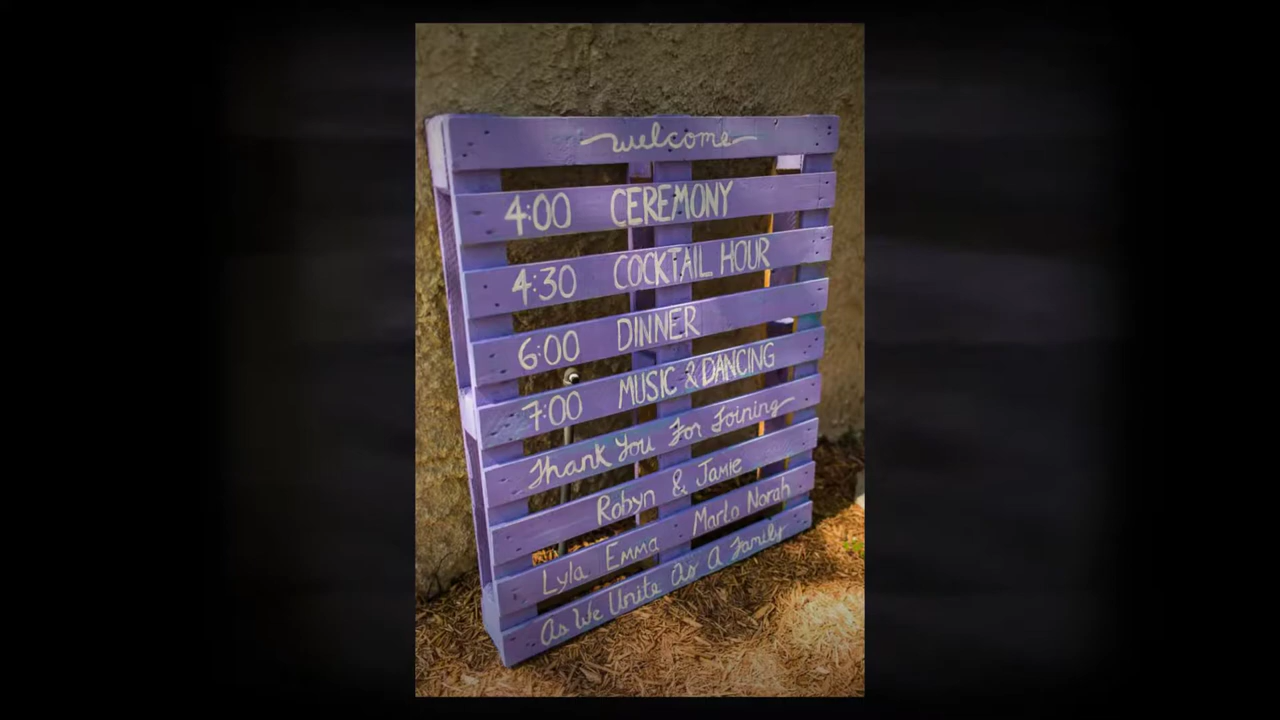 welcome
4:00 CEREMONY
4:30 COCKTAIL HOUR
6:00 DINNER
7:00 MUSIC & DANCING
Thank You For Joining
Robyn & Jamie
Lyla Emma Marlo Norah
As We Unite As A Family